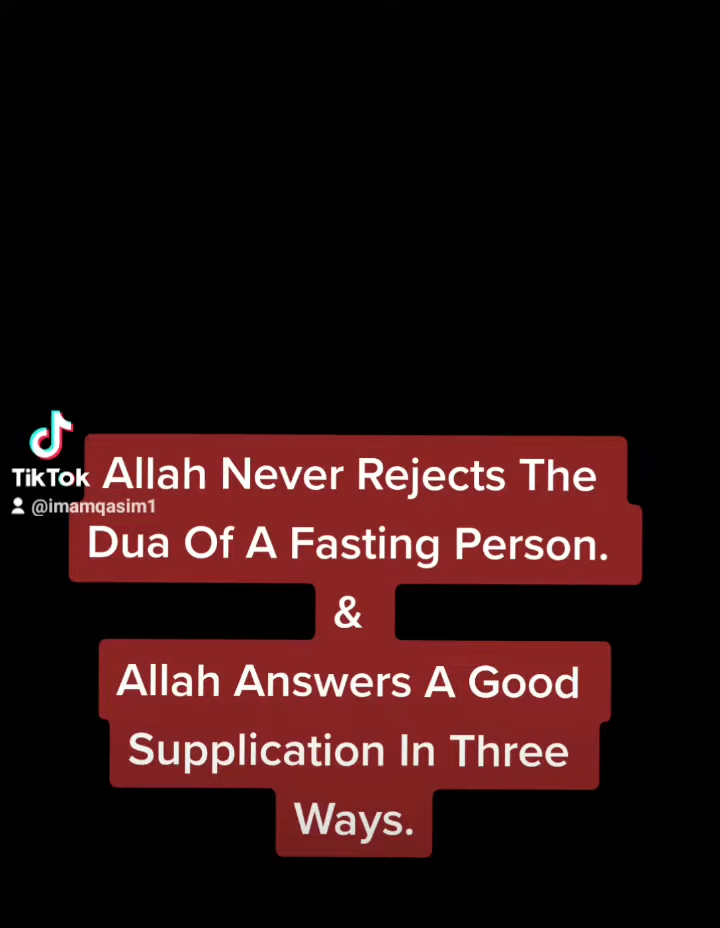 TikTok
@imamqasim1
Allah Never Rejects The
Dua Of A Fasting Person.
&
Allah Answers A Good
Supplication In Three
Ways.